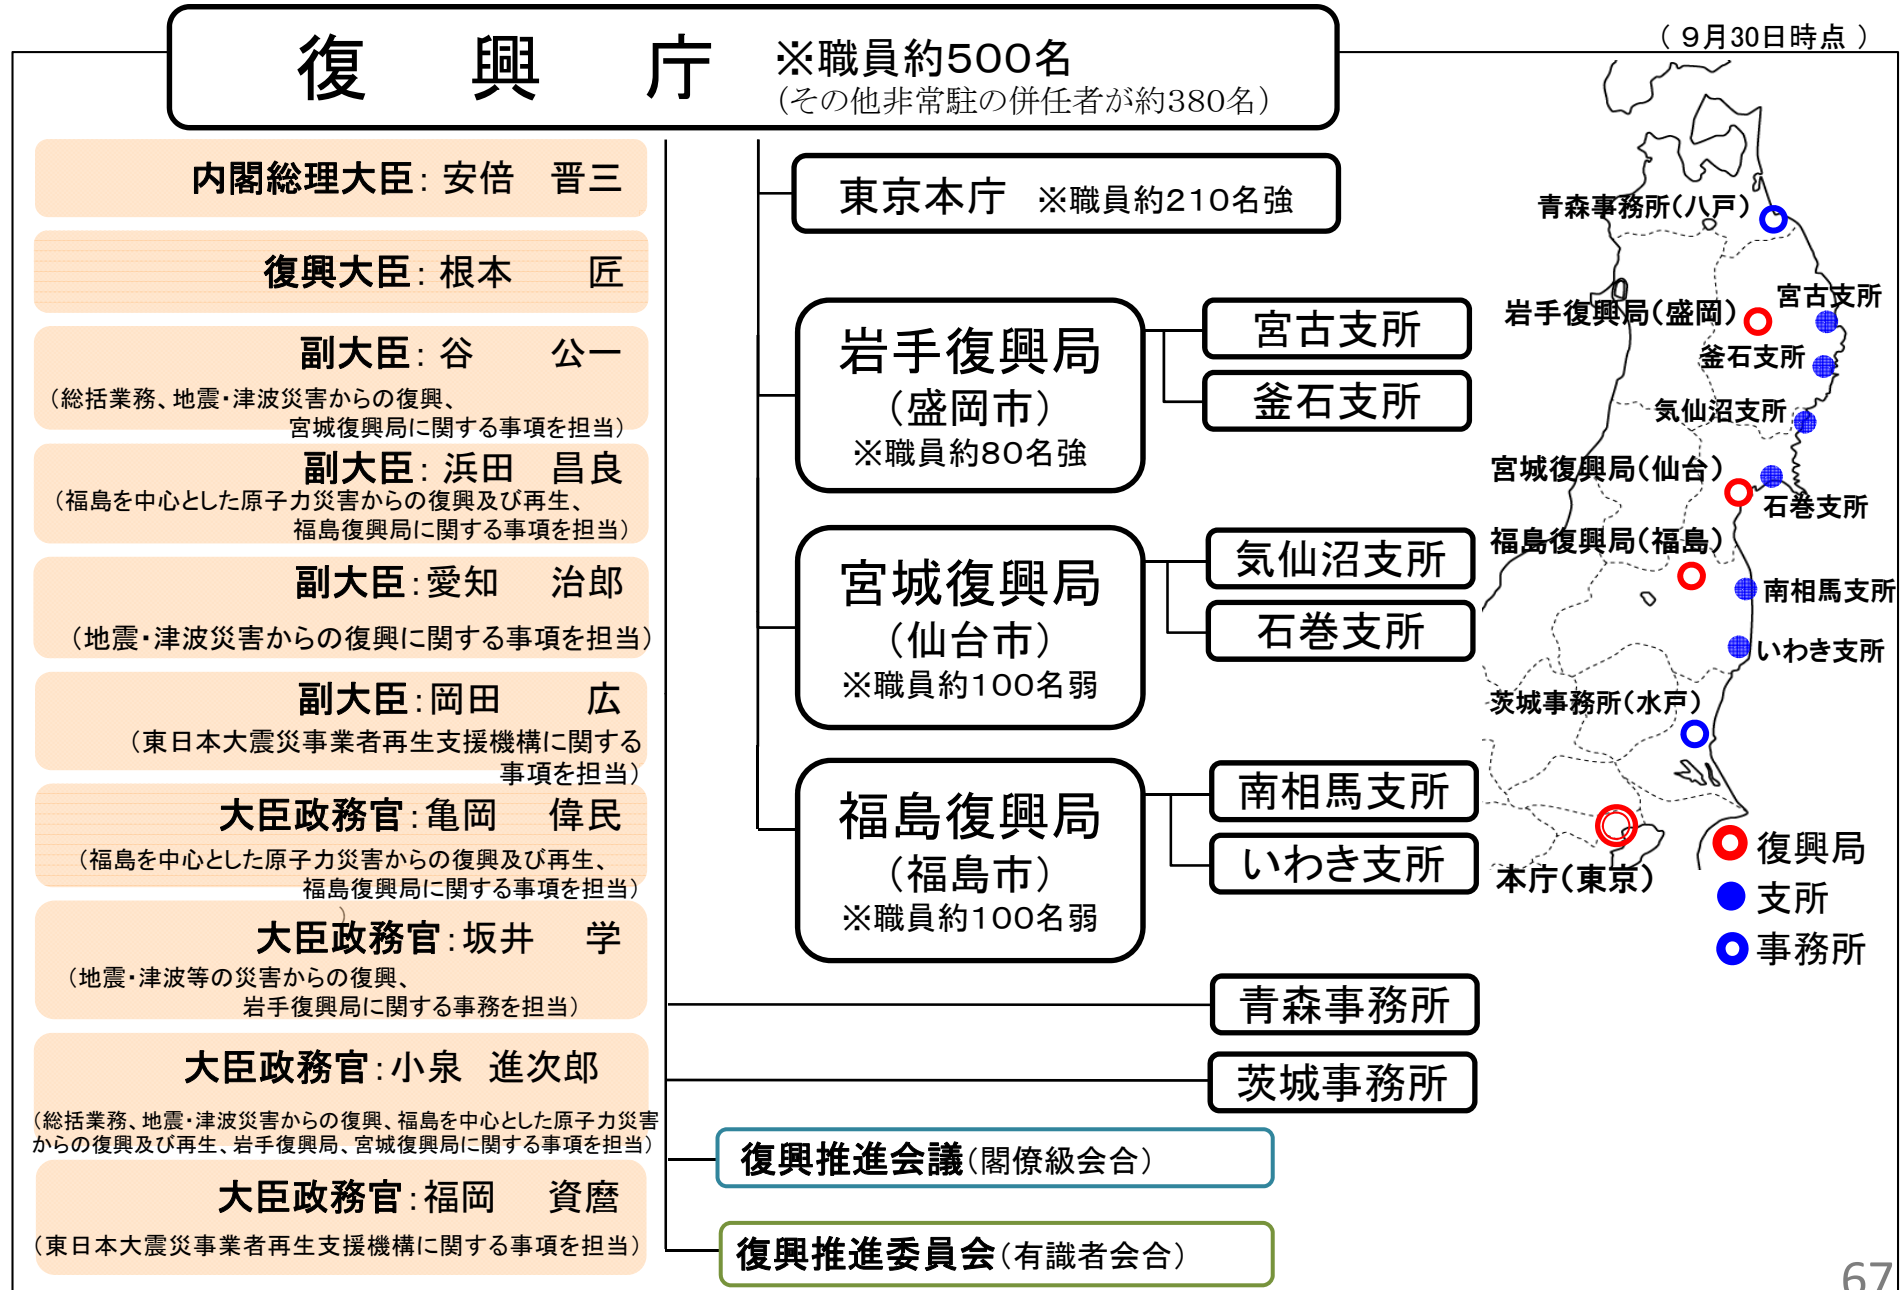 復興庁 ※職員約500名
(その他非常駐の併任者が約380名)
(9月30日時点)
内閣総理大臣:安倍 晋三
復興大臣:根本 匠
副大臣:谷 公一
(総括業務、地震・津波災害からの復興、
宮城復興局に関する事項を担当)
副大臣:浜田 昌良
(福島を中心とした原子力災害からの復興及び再生、
福島復興局に関する事項を担当)
副大臣:愛知 治郎
(地震・津波災害からの復興に関する事項を担当)
副大臣:岡田 広
(東日本大震災事業者再生支援機構に関する
事項を担当)
大臣政務官:亀岡 偉民
(福島を中心とした原子力災害からの復興及び再生、
福島復興局に関する事項を担当)
)
大臣政務官:坂井 学
(地震・津波等の災害からの復興、
岩手復興局に関する事務を担当)
大臣政務官:小泉 進次郎
(総括業務、地震・津波災害からの復興、福島を中心とした原子力災害
からの復興及び再生、岩手復興局、宮城復興局に関する事項を担当)
大臣政務官:福岡 資麿
(東日本大震災事業者再生支援機構に関する事項を担当)
東京本庁 ※職員約210名強
岩手復興局
(盛岡市)
※職員約80名強
宮古支所
釜石支所
宮城復興局
(仙台市)
※職員約100名弱
気仙沼支所
石巻支所
福島復興局
(福島市)
※職員約100名弱
南相馬支所
いわき支所
青森事務所
茨城事務所
復興推進会議(閣僚級会合)
復興推進委員会(有識者会合)
青森事務所(八戸)
宮古支所
岩手復興局(盛岡)
釜石支所
気仙沼支所
宮城復興局(仙台)
石巻支所
福島復興局(福島)
南相馬支所
いわき支所
茨城事務所(水戸)
本庁(東京)
復興局
支所
事務所
67